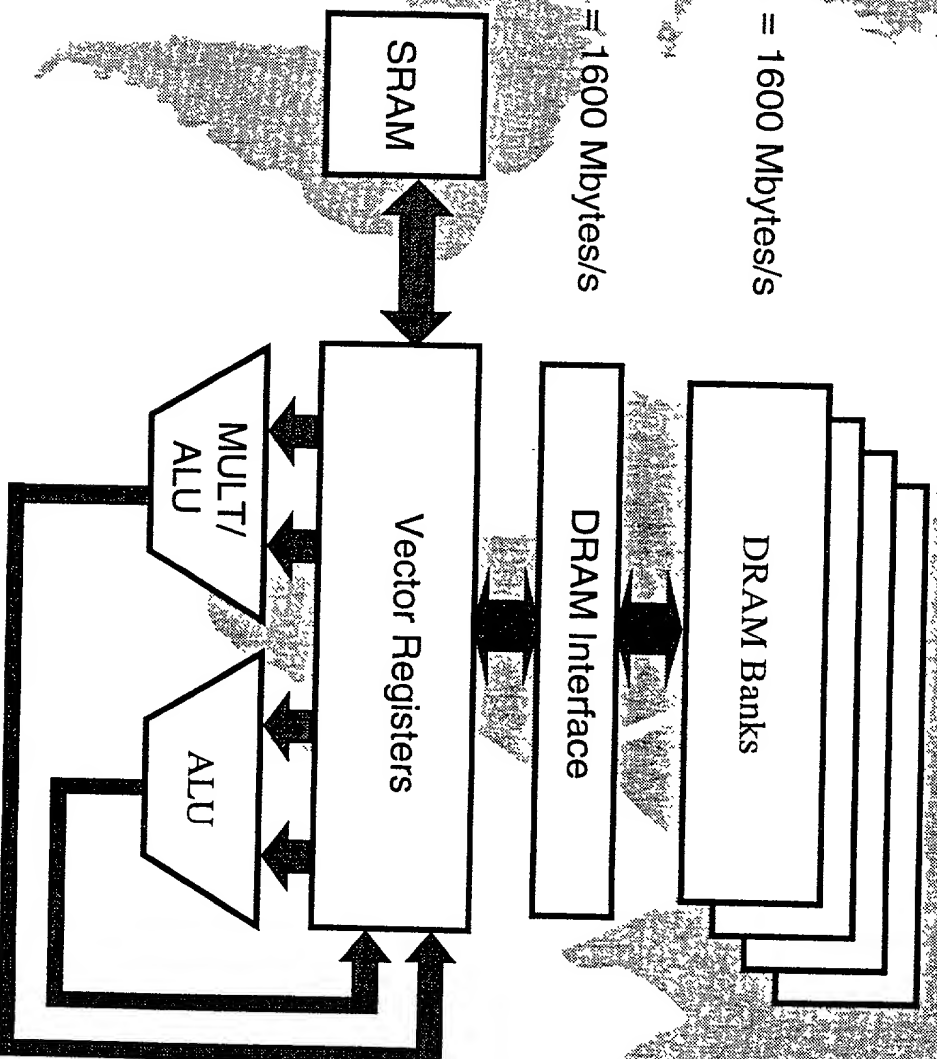 = 1600 Mbytes/s
DRAM Banks
= 1600 Mbytes/s
DRAM Interface
SRAM
Vector Registers
MULT/
ALU
ALU